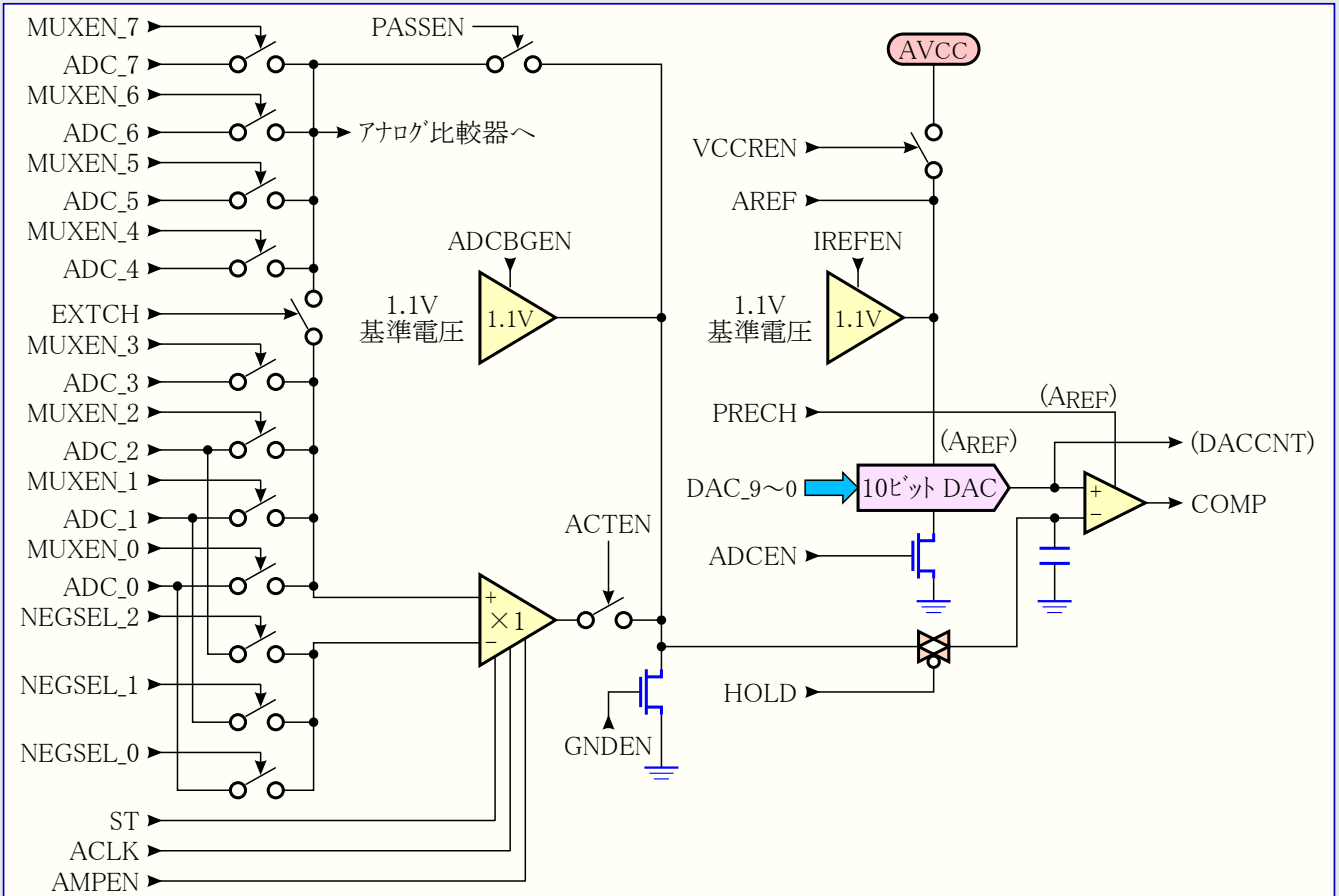 MUXEN_7
ADC_7
MUXEN_6
ADC_6
MUXEN_5
ADC_5
MUXEN_4
ADC_4
EXTCH
MUXEN_3
ADC_3
MUXEN_2
ADC_2
MUXEN_1
ADC_1
MUXEN_0
ADC_0
NEGSEL_2
NEGSEL_1
NEGSEL_0
ST
ACLK
AMPEN
PASSEN
アナログ比較器へ
ADCBGEN
1.1V
基準電圧
1.1V
ACTEN
+
×1
−
GNDEN
AVCC
VCCREN
AREF
IREFEN
1.1V
基準電圧
1.1V
PRECH
(AREF)
(AREF)
DAC_9～0
10ビット DAC
(DACCNT)
+
−
COMP
ADCEN
HOLD